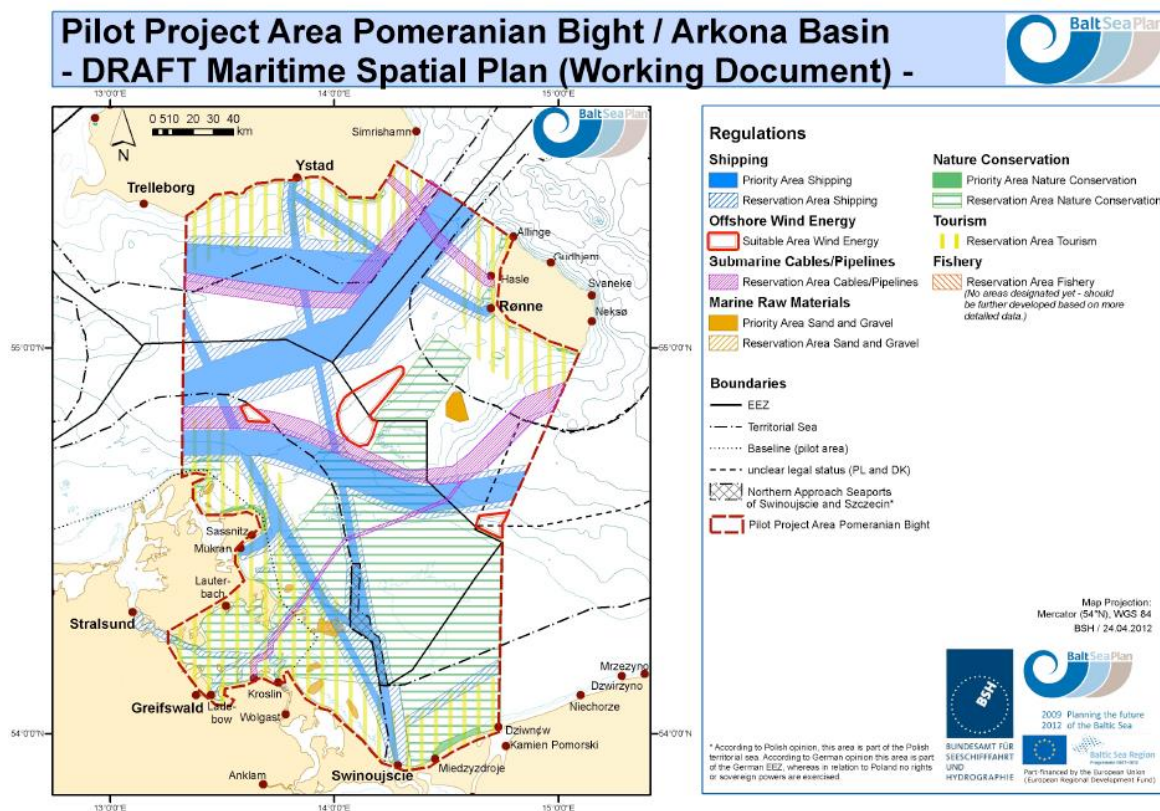 Pilot Project Area Pomeranian Bight / Arkona Basin
- DRAFT Maritime Spatial Plan (Working Document) -
BaltSeaPlan
13°0'0"E
14°0'0"E
15°0'0"E
0 5 10 20 30 40
km
N
BaltSeaPlan
Simrishamn
Ystad
Trelleborg
Allinge
Gudhjem
Hasle
Svaneke
Rønne
Neksø
55°0'0"N
55°0'0"N
Sassnitz
Mukran
Lauter-
bach
Stralsund
Kroslin
Greifswald
Lade-
bow
Wolgast
Anklam
Swinoujscie
Miedzyzdroje
Dziwnów
Kamien Pomorski
Niechorze
Dzwirzyno
Mrzezyno
54°0'0"N
54°0'0"N
13°0'0"E
14°0'0"E
15°0'0"E
Regulations
Shipping
Priority Area Shipping
Reservation Area Shipping
Offshore Wind Energy
Suitable Area Wind Energy
Submarine Cables/Pipelines
Reservation Area Cables/Pipelines
Marine Raw Materials
Priority Area Sand and Gravel
Reservation Area Sand and Gravel
Nature Conservation
Priority Area Nature Conservation
Reservation Area Nature Conservation
Tourism
Reservation Area Tourism
Fishery
Reservation Area Fishery
(No areas designated yet - should
be further developed based on more
detailed data.)
Boundaries
EEZ
Territorial Sea
Baseline (pilot area)
unclear legal status (PL and DK)
Northern Approach Seaports
of Swinoujscie and Szczecin*
Pilot Project Area Pomeranian Bight
Map Projection:
Mercator (54°N), WGS 84
BSH / 24.04.2012
* According to Polish opinion, this area is part of the Polish
territorial sea. According to German opinion this area is part
of the German EEZ, whereas in relation to Poland no rights
or sovereign powers are exercised.
BSH
BUNDESAMT FÜR
SEESCHIFFFAHRT
UND
HYDROGRAPHIE
BaltSeaPlan
2009 Planning the future
2012 of the Baltic Sea
Baltic Sea Region
Part-financed by the European Union
(European Regional Development Fund)